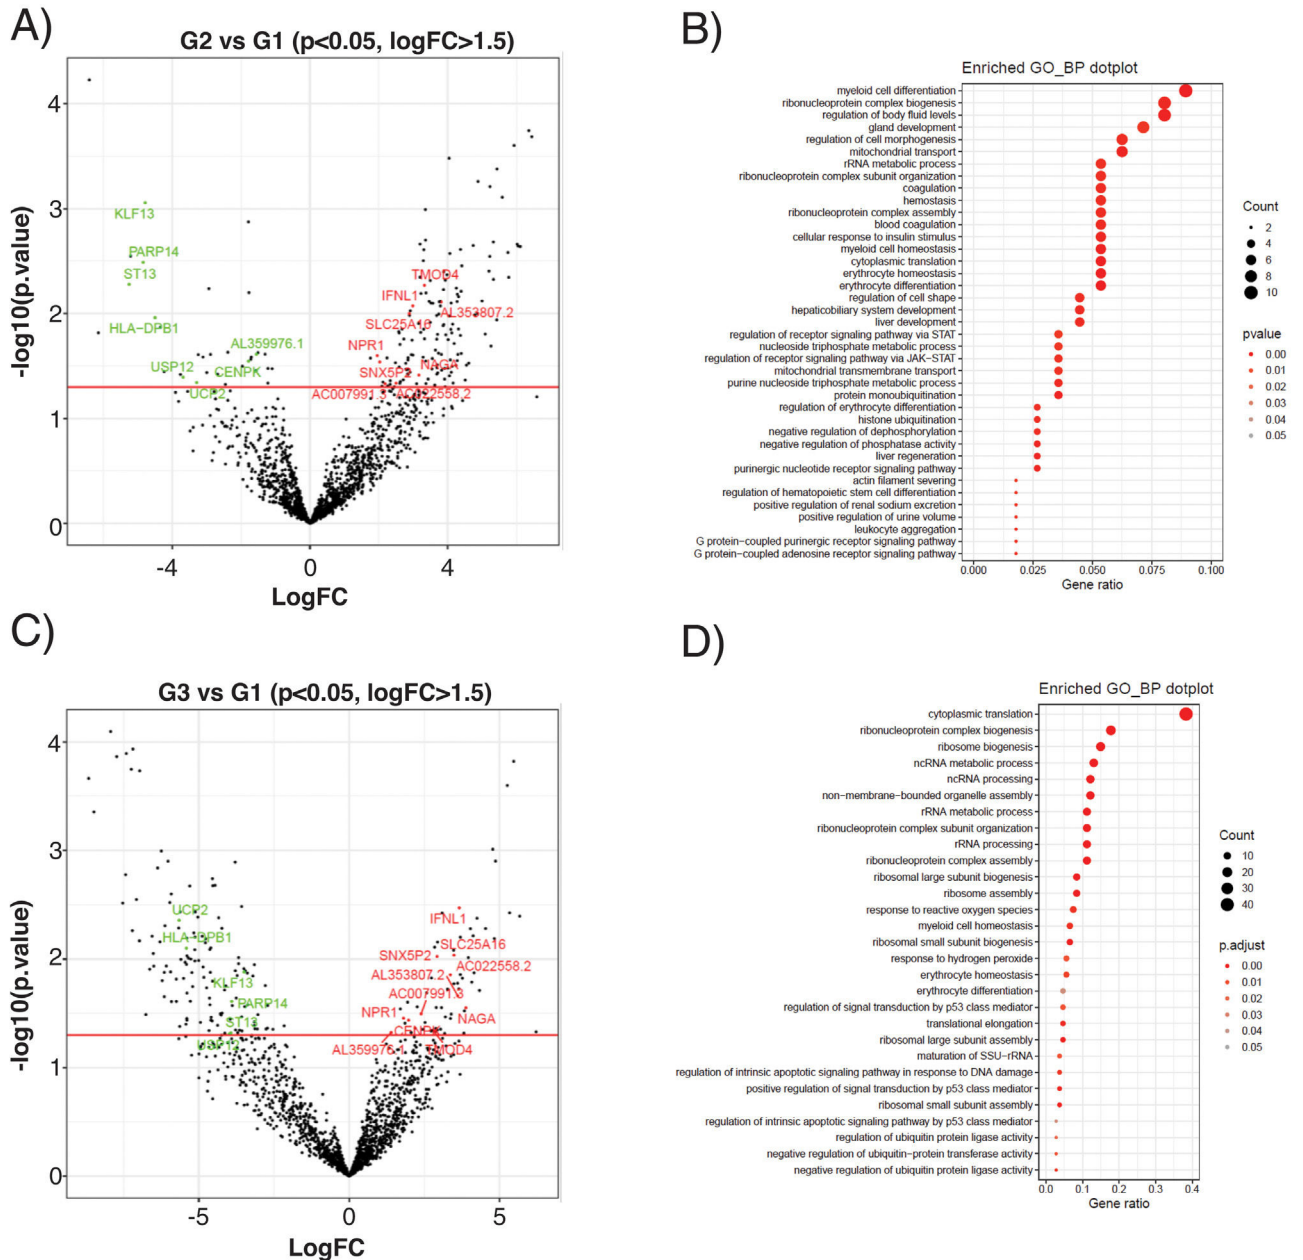 A)
G2 vs G1 (p<0.05, logFC>1.5)
-log10(p.value)
4
3
2
1
0
KLF13
PARP14
ST13
HLA−DPB1
AL359976.1
USP12
CENPK
UCP2
TMOD4
IFNL1
AL353807.2
SLC25A16
NPR1
NAGA
SNX5P2
AC007991.3
AC022558.2
-4
0
4
LogFC
B)
Enriched GO_BP dotplot
myeloid cell differentiation
ribonucleoprotein complex biogenesis
regulation of body fluid levels
gland development
regulation of cell morphogenesis
mitochondrial transport
rRNA metabolic process
ribonucleoprotein complex subunit organization
coagulation
hemostasis
ribonucleoprotein complex assembly
blood coagulation
cellular response to insulin stimulus
myeloid cell homeostasis
cytoplasmic translation
erythrocyte homeostasis
erythrocyte differentiation
regulation of cell shape
hepaticobiliary system development
liver development
regulation of receptor signaling pathway via STAT
nucleoside triphosphate metabolic process
regulation of receptor signaling pathway via JAK−STAT
mitochondrial transmembrane transport
purine nucleoside triphosphate metabolic process
protein monoubiquitination
regulation of erythrocyte differentiation
histone ubiquitination
negative regulation of dephosphorylation
negative regulation of phosphatase activity
liver regeneration
purinergic nucleotide receptor signaling pathway
actin filament severing
regulation of hematopoietic stem cell differentiation
positive regulation of renal sodium excretion
positive regulation of urine volume
leukocyte aggregation
G protein−coupled purinergic receptor signaling pathway
G protein−coupled adenosine receptor signaling pathway
0.000
0.025
0.050
0.075
0.100
Gene ratio
Count
2
4
6
8
10
pvalue
0.00
0.01
0.02
0.03
0.04
0.05
C)
G3 vs G1 (p<0.05, logFC>1.5)
-log10(p.value)
4
3
2
1
0
UCP2
HLA−DPB1
KLF13
PARP14
ST13
USP12
IFNL1
SLC25A16
SNX5P2
AC022558.2
AL353807.2
AC007991.3
NPR1
NAGA
CENPK
AL359976.1
TMOD4
-5
0
5
LogFC
D)
Enriched GO_BP dotplot
cytoplasmic translation
ribonucleoprotein complex biogenesis
ribosome biogenesis
ncRNA metabolic process
ncRNA processing
non−membrane−bounded organelle assembly
rRNA metabolic process
ribonucleoprotein complex subunit organization
rRNA processing
ribonucleoprotein complex assembly
ribosomal large subunit biogenesis
ribosome assembly
response to reactive oxygen species
myeloid cell homeostasis
ribosomal small subunit biogenesis
response to hydrogen peroxide
erythrocyte homeostasis
erythrocyte differentiation
regulation of signal transduction by p53 class mediator
translational elongation
ribosomal large subunit assembly
maturation of SSU−rRNA
regulation of intrinsic apoptotic signaling pathway in response to DNA damage
positive regulation of signal transduction by p53 class mediator
ribosomal small subunit assembly
regulation of intrinsic apoptotic signaling pathway by p53 class mediator
regulation of ubiquitin protein ligase activity
negative regulation of ubiquitin−protein transferase activity
negative regulation of ubiquitin protein ligase activity
0.0
0.1
0.2
0.3
0.4
Gene ratio
Count
10
20
30
40
p.adjust
0.00
0.01
0.02
0.03
0.04
0.05